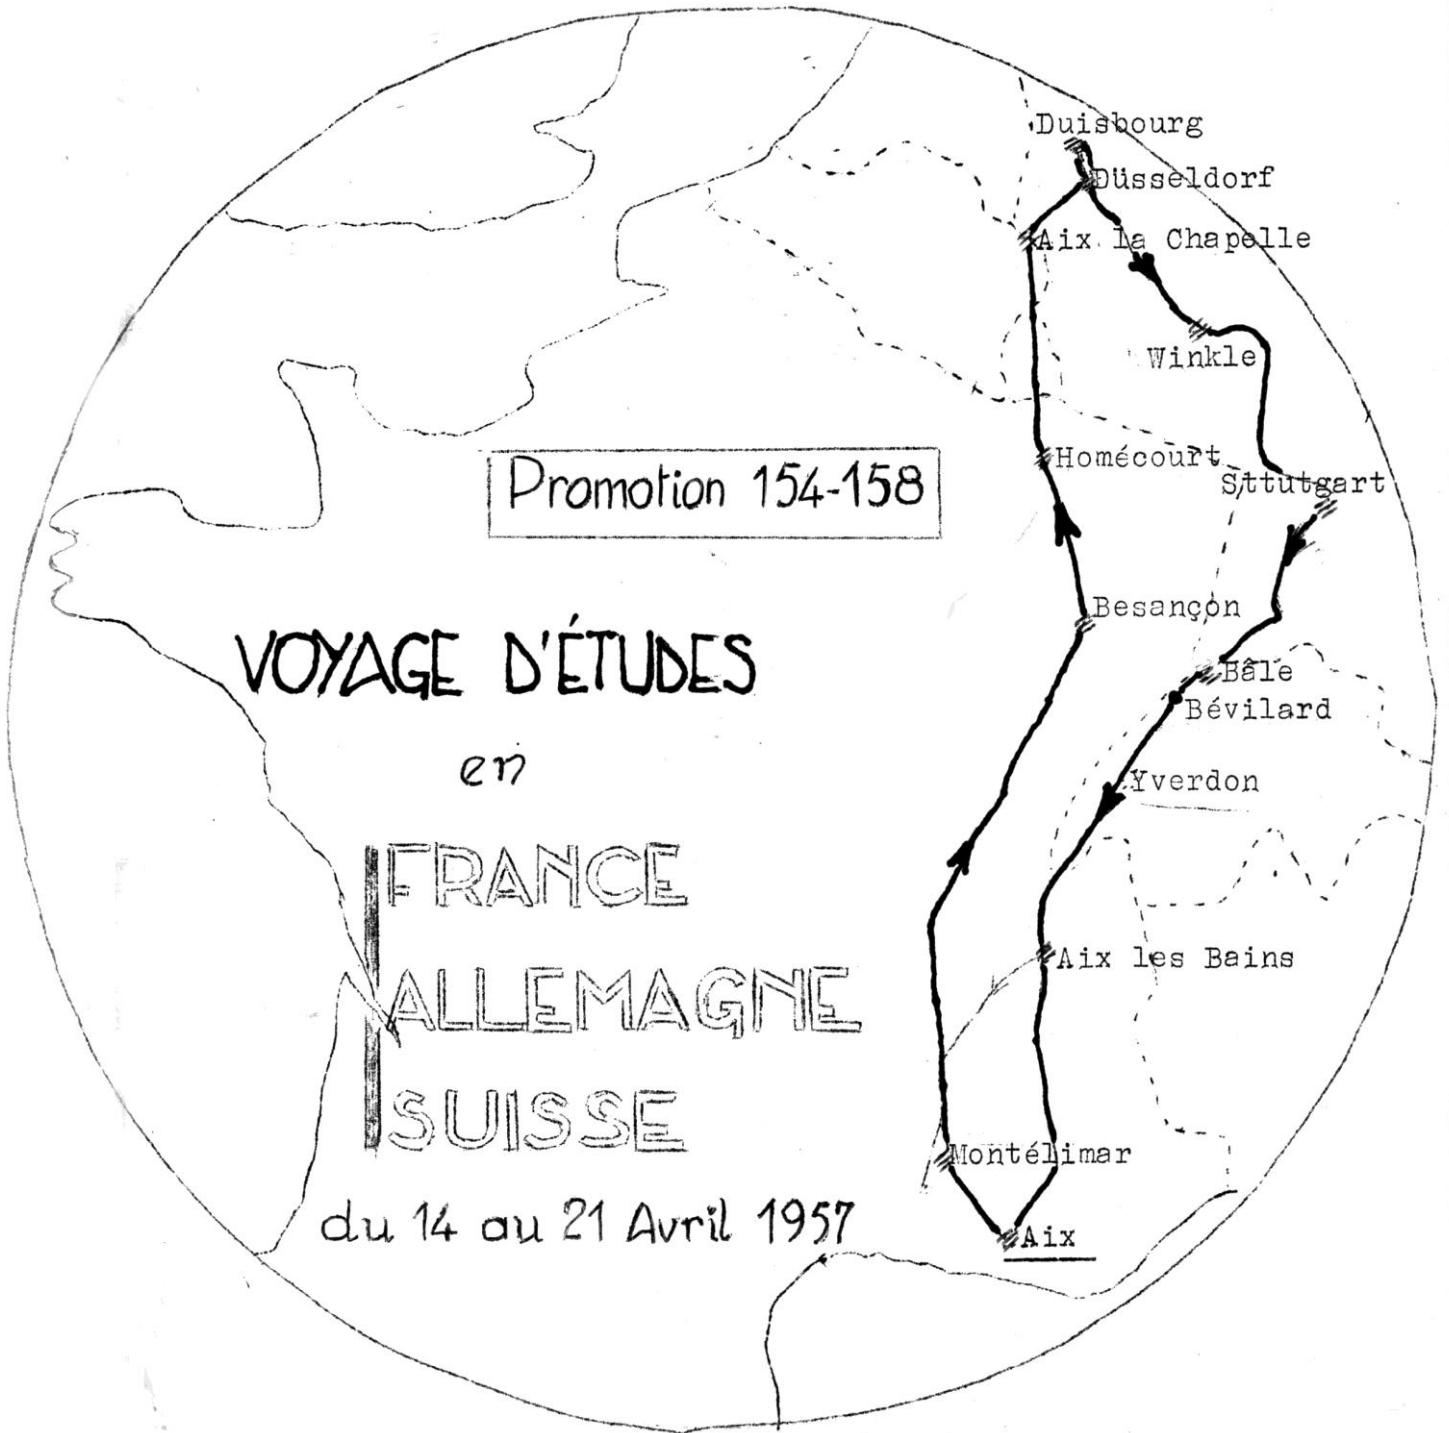 Duisbourg
Düsseldorf
Aix la Chapelle
Winkle
Homécourt
Sttutgart
Promotion 154-158
Besançon
VOYAGE D'ÉTUDES
Bâle
Bévilard
en
Yverdon
FRANCE
ALLEMAGNE
Aix les Bains
SUISSE
Montélimar
du 14 au 21 Avril 1957
Aix